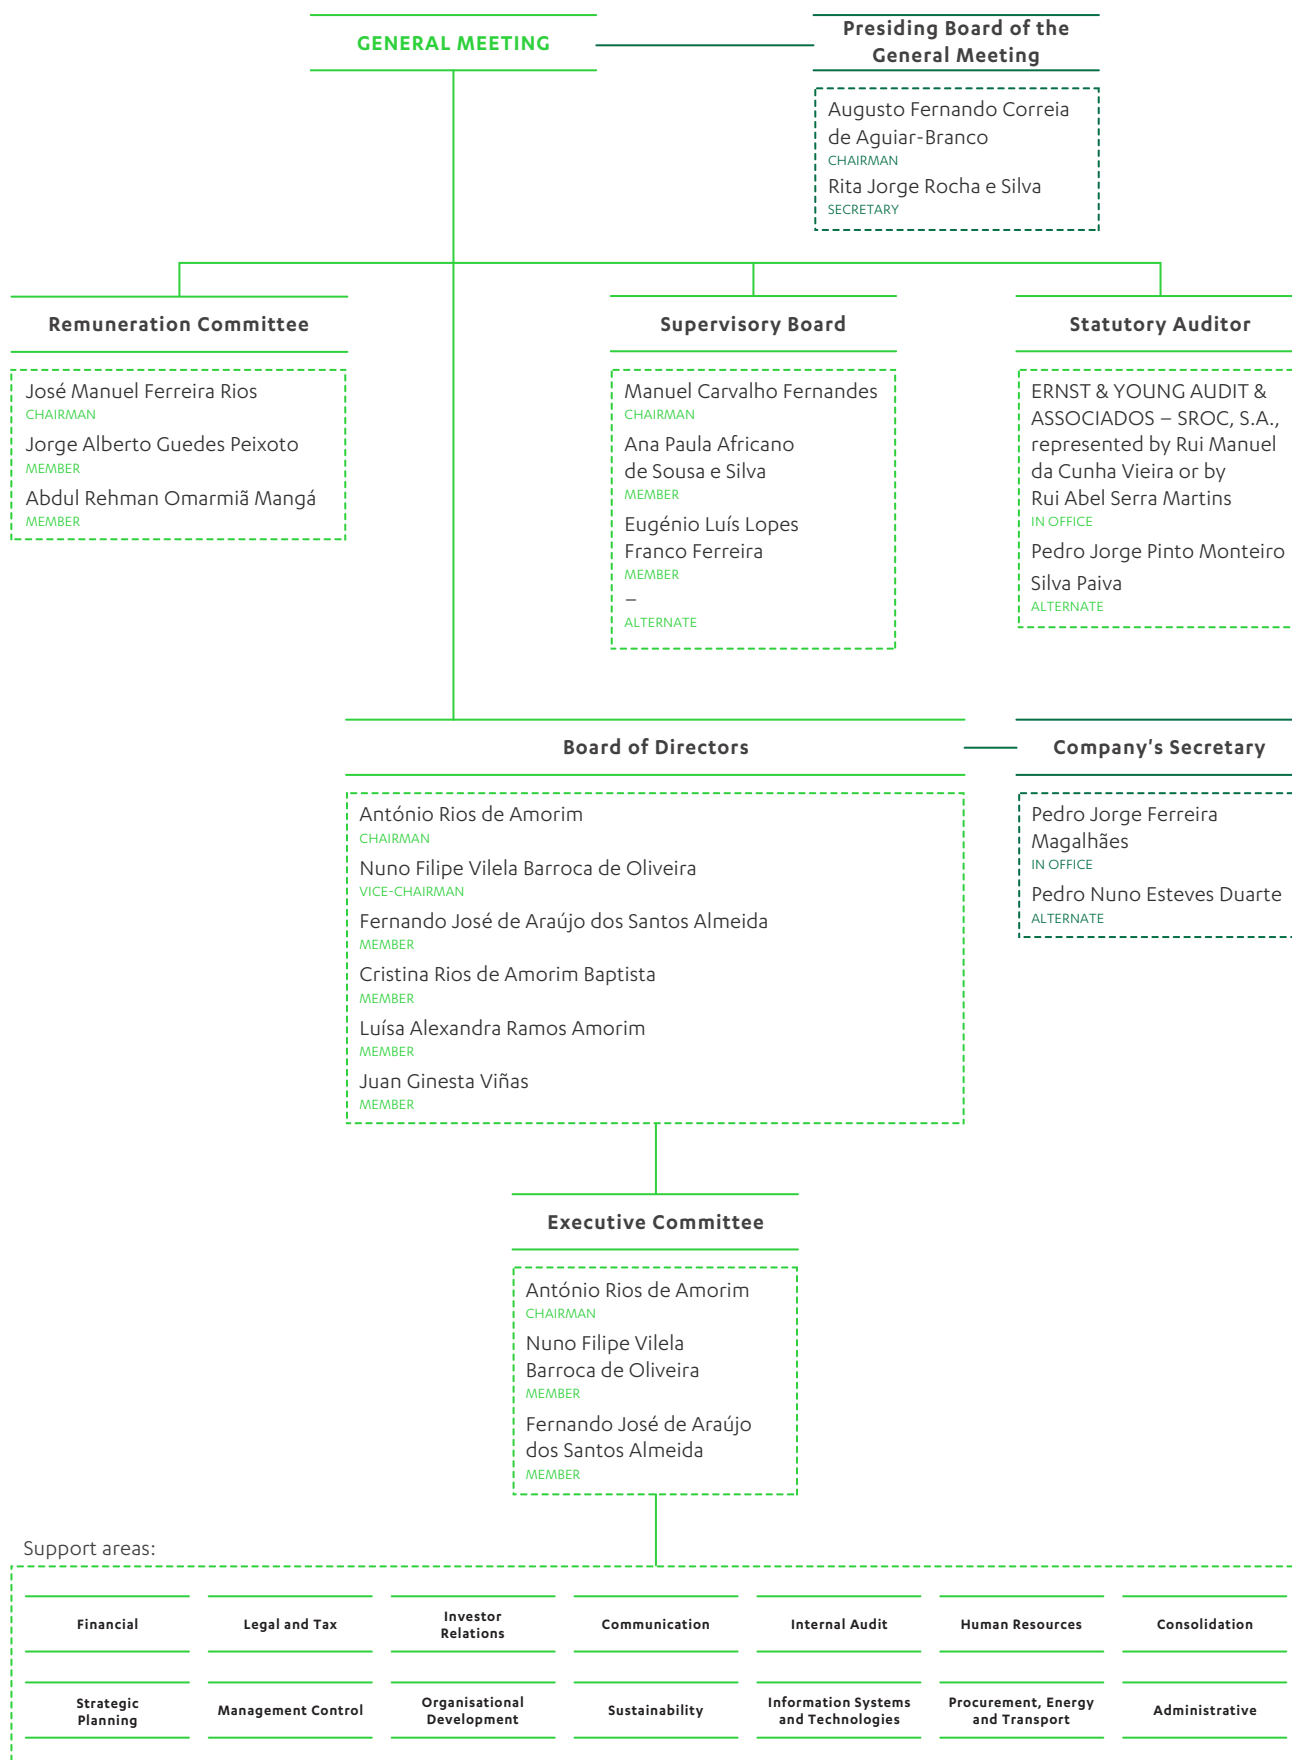 GENERAL MEETING
Presiding Board of the
General Meeting
Augusto Fernando Correia
de Aguiar-Branco
CHAIRMAN
Rita Jorge Rocha e Silva
SECRETARY
Remuneration Committee
José Manuel Ferreira Rios
CHAIRMAN
Jorge Alberto Guedes Peixoto
MEMBER
Abdul Rehman Omarmiã Mangá
MEMBER
Supervisory Board
Manuel Carvalho Fernandes
CHAIRMAN
Ana Paula Africano
de Sousa e Silva
MEMBER
Eugénio Luís Lopes
Franco Ferreira
MEMBER
–
ALTERNATE
Statutory Auditor
ERNST & YOUNG AUDIT &
ASSOCIADOS – SROC, S.A.,
represented by Rui Manuel
da Cunha Vieira or by
Rui Abel Serra Martins
IN OFFICE
Pedro Jorge Pinto Monteiro
Silva Paiva
ALTERNATE
Board of Directors
António Rios de Amorim
CHAIRMAN
Nuno Filipe Vilela Barroca de Oliveira
VICE-CHAIRMAN
Fernando José de Araújo dos Santos Almeida
MEMBER
Cristina Rios de Amorim Baptista
MEMBER
Luísa Alexandra Ramos Amorim
MEMBER
Juan Ginesta Viñas
MEMBER
Company's Secretary
Pedro Jorge Ferreira
Magalhães
IN OFFICE
Pedro Nuno Esteves Duarte
ALTERNATE
Executive Committee
António Rios de Amorim
CHAIRMAN
Nuno Filipe Vilela
Barroca de Oliveira
MEMBER
Fernando José de Araújo
dos Santos Almeida
MEMBER
Support areas:
Financial
Legal and Tax
Investor
Relations
Communication
Internal Audit
Human Resources
Consolidation
Strategic
Planning
Management Control
Organisational
Development
Sustainability
Information Systems
and Technologies
Procurement, Energy
and Transport
Administrative